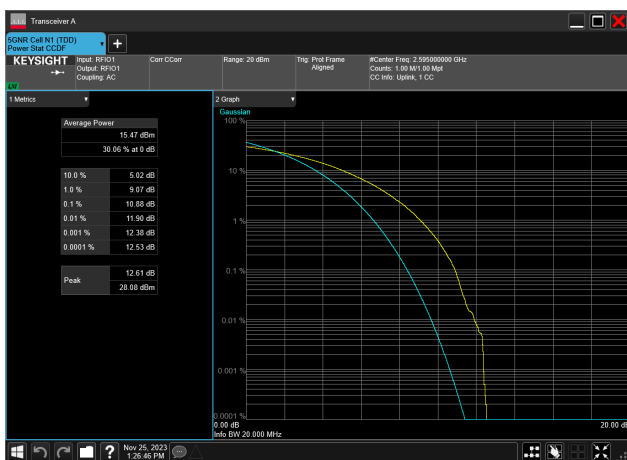 Transceiver A
5GNR Cell N1 (TDD)
Power Stat CCDF
KEYSIGHT
Input: RFIO1
Output: RFIO1
Coupling: AC
Corr CCorr
Range: 20 dBm
Trig: Prot Frame
Aligned
#Center Freq: 2.595000000 GHz
Counts: 1.00 M/1.00 Mpt
CC Info: Uplink, 1 CC
1 Metrics
Average Power
15.47 dBm
30.06 % at 0 dB
10.0 % 5.02 dB
1.0 % 9.07 dB
0.1 % 10.88 dB
0.01 % 11.90 dB
0.001 % 12.38 dB
0.0001 % 12.53 dB
Peak
12.61 dB
28.08 dBm
2 Graph
Gaussian
100 %
10 %
1 %
0.1 %
0.01 %
0.001 %
0.0001 %
0.00 dB
20.00 dB
Info BW 20.000 MHz
Nov 25, 2023
1:26:46 PM